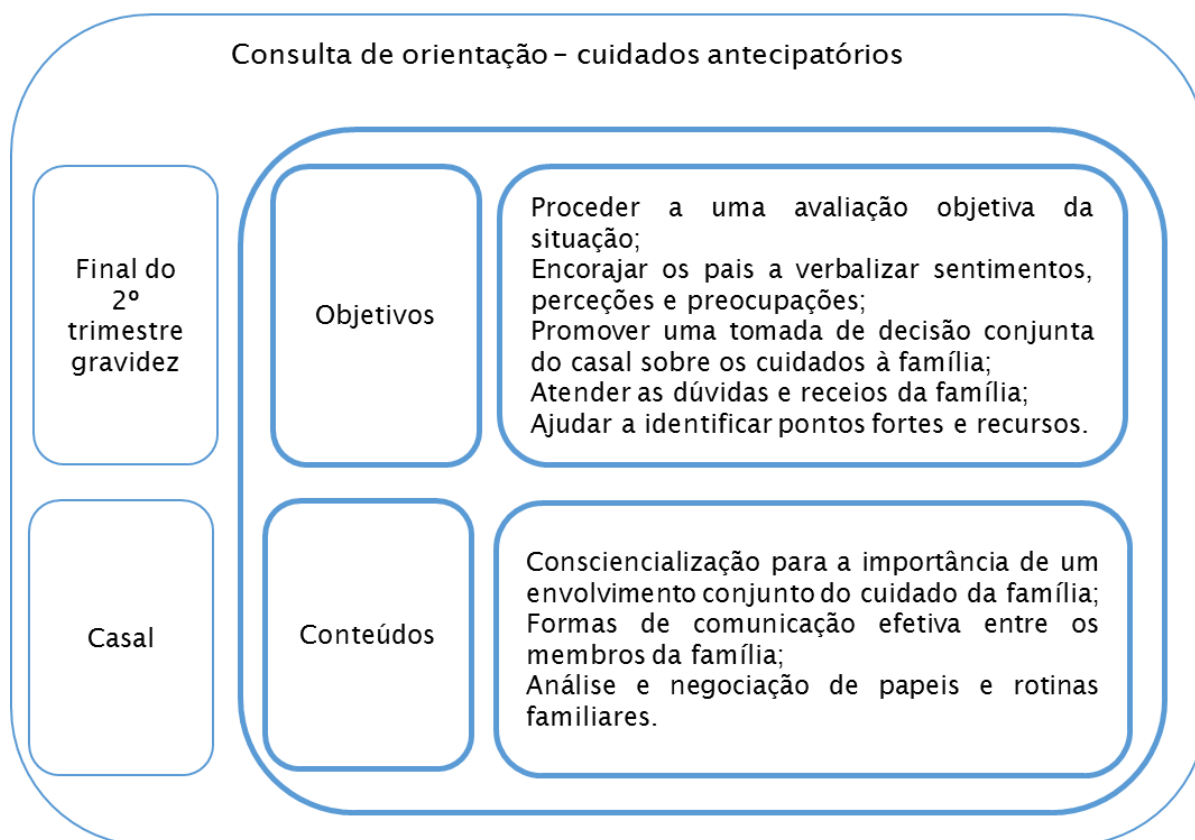 Consulta de orientação – cuidados antecipatórios
Final do
2º
trimestre
gravidez
Objetivos
Proceder a uma avaliação objetiva da
situação;
Encorajar os pais a verbalizar sentimentos,
perceções e preocupações;
Promover uma tomada de decisão conjunta
do casal sobre os cuidados à família;
Atender as dúvidas e receios da família;
Ajudar a identificar pontos fortes e recursos.
Casal
Conteúdos
Consciencialização para a importância de um
envolvimento conjunto do cuidado da família;
Formas de comunicação efetiva entre os
membros da família;
Análise e negociação de papeis e rotinas
familiares.